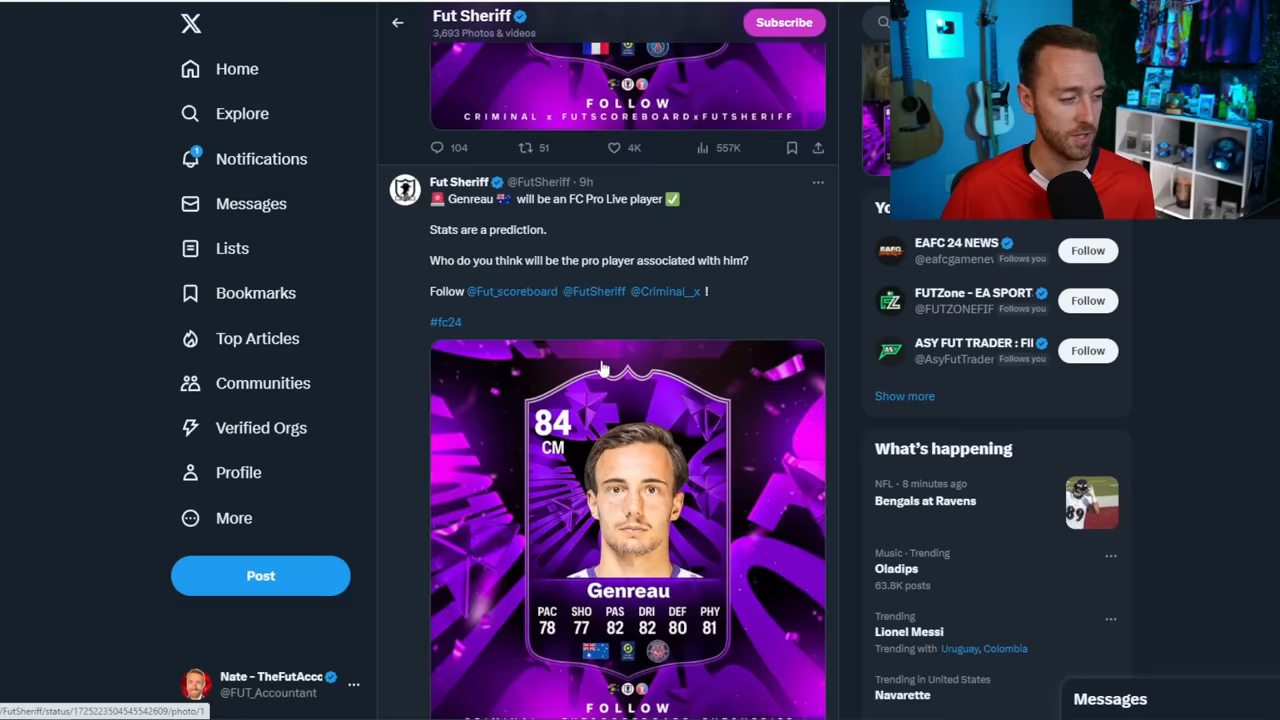 Home
Explore
1
Notifications
Messages
Lists
Bookmarks
Top Articles
Communities
Verified Orgs
Profile
More
Post
Nate - TheFutAcco
@FUT_Accountant
/FutSheriff/status/1725223504545542609/photo/1
Fut Sheriff
3,693 Photos & videos
Subscribe
FOLLOW
CRIMINAL x FUTSCOREBOARDxFUTSHERIFF
104
51
4K
557K
Fut Sheriff @FutSheriff · 9h
Genreau will be an FC Pro Live player
Stats are a prediction.
Who do you think will be the pro player associated with him?
Follow @Fut_scoreboard @FutSheriff @Criminal__x !
#fc24
84
CM
Genreau
PAC SHO PAS DRI DEF PHY
78 77 82 82 80 81
FOLLOW
Yo
EAFC 24 NEWS
@eafcgamenew Follows you
Follow
FUTZone - EA SPORT
@FUTZONEFIF Follows you
Follow
ASY FUT TRADER : FII
@AsyFutTrader Follows you
Follow
Show more
What's happening
NFL · 8 minutes ago
Bengals at Ravens
Music · Trending
Oladips
63.8K posts
Trending
Lionel Messi
Trending with Uruguay, Colombia
Trending in United States
Navarette
Messages